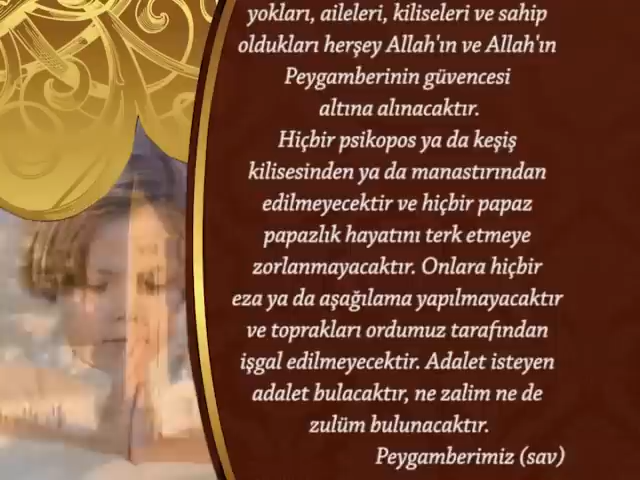 yokları, aileleri, kiliseleri ve sahip
oldukları herşey Allah'ın ve Allah'ın
Peygamberinin güvencesi
altına alınacaktır.
Hiçbir psikopos ya da keşiş
kilisesinden ya da manastırından
edilmeyecektir ve hiçbir papaz
papazlık hayatını terk etmeye
zorlanmayacaktır. Onlara hiçbir
eza ya da aşağılama yapılmayacaktır
ve toprakları ordumuz tarafından
işgal edilmeyecektir. Adalet isteyen
adalet bulacaktır, ne zalim ne de
zulüm bulunacaktır.
Peygamberimiz (sav)